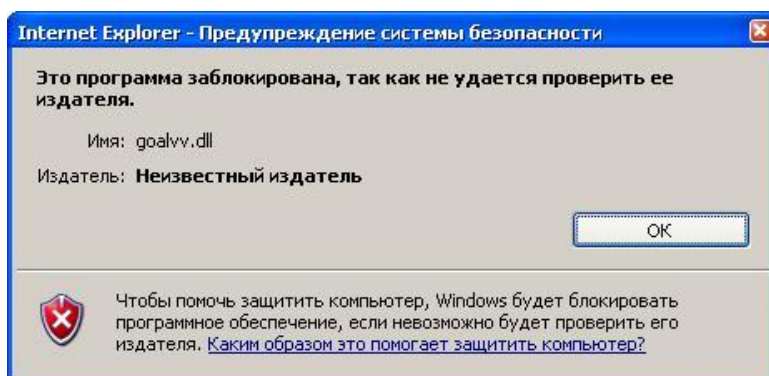 Internet Explorer - Предупреждение системы безопасности
Это программа заблокирована, так как не удается проверить ее
издателя.
Имя: goalvv.dll
Издатель: Неизвестный издатель
ОК
Чтобы помочь защитить компьютер, Windows будет блокировать
программное обеспечение, если невозможно будет проверить его
издателя. Каким образом это помогает защитить компьютер?